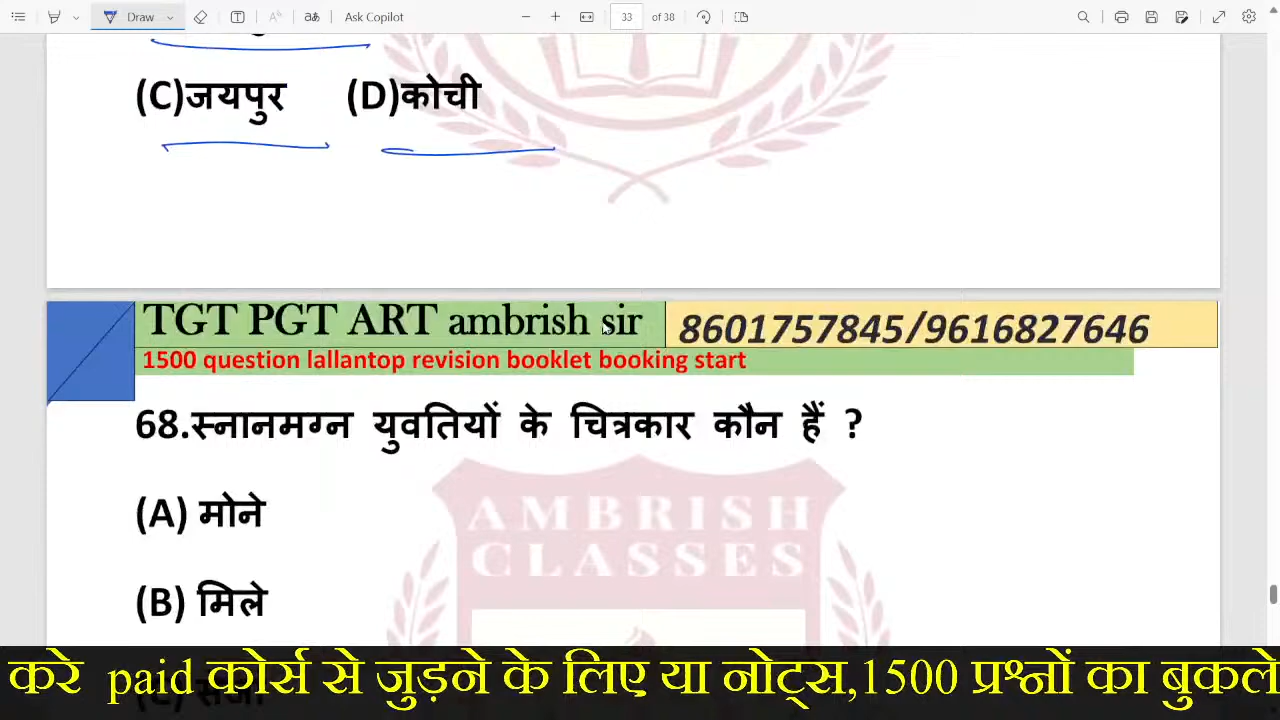 Draw
Ask Copilot
33
of 38
(C)जयपुर (D)कोची
TGT PGT ART ambrish sir
8601757845/9616827646
1500 question lallantop revision booklet booking start
68.स्नानमग्न युवतियों के चित्रकार कौन हैं ?
(A) मोने
AMBRISH
CLASSES
(B) मिले
करे paid कोर्स से जुड़ने के लिए या नोट्स,1500 प्रश्नों का बुकले